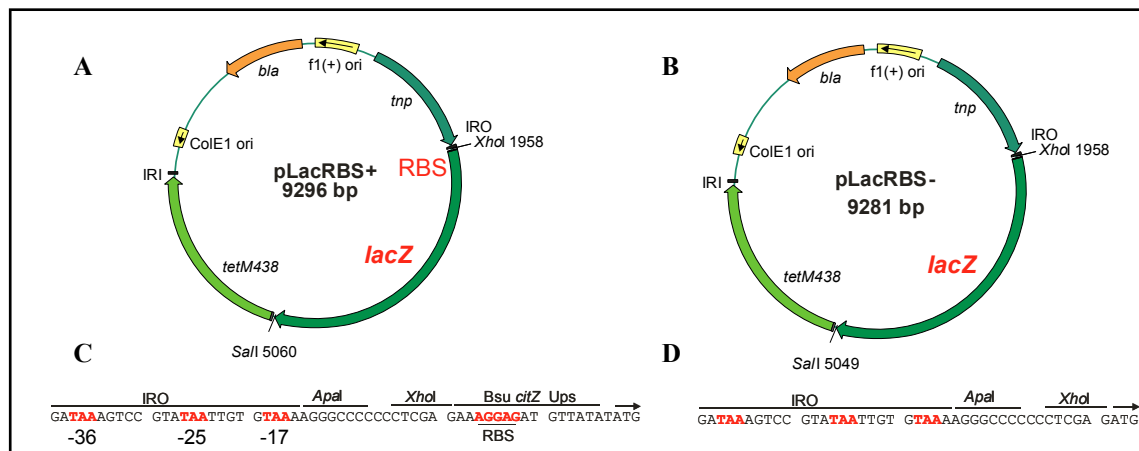 A
bla
f1(+) ori
tnp
IRO
XhoI 1958
RBS
ColE1 ori
IRI
pLacRBS+
9296 bp
lacZ
tetM438
SalI 5060
B
bla
f1(+) ori
tnp
IRO
XhoI 1958
ColE1 ori
IRI
pLacRBS-
9281 bp
lacZ
tetM438
SalI 5049
C
IRO ApaI XhoI Bsu citZ Ups
GATAAAGTCC GTATAATTGT GTAAAAGGGCCCCCCCTCGA GAAAGGAGAT GTTATATATG
-36 -25 -17 RBS
D
IRO ApaI XhoI
GATAAAGTCC GTATAATTGT GTAAAAGGGCCCCCCCTCGA GATG